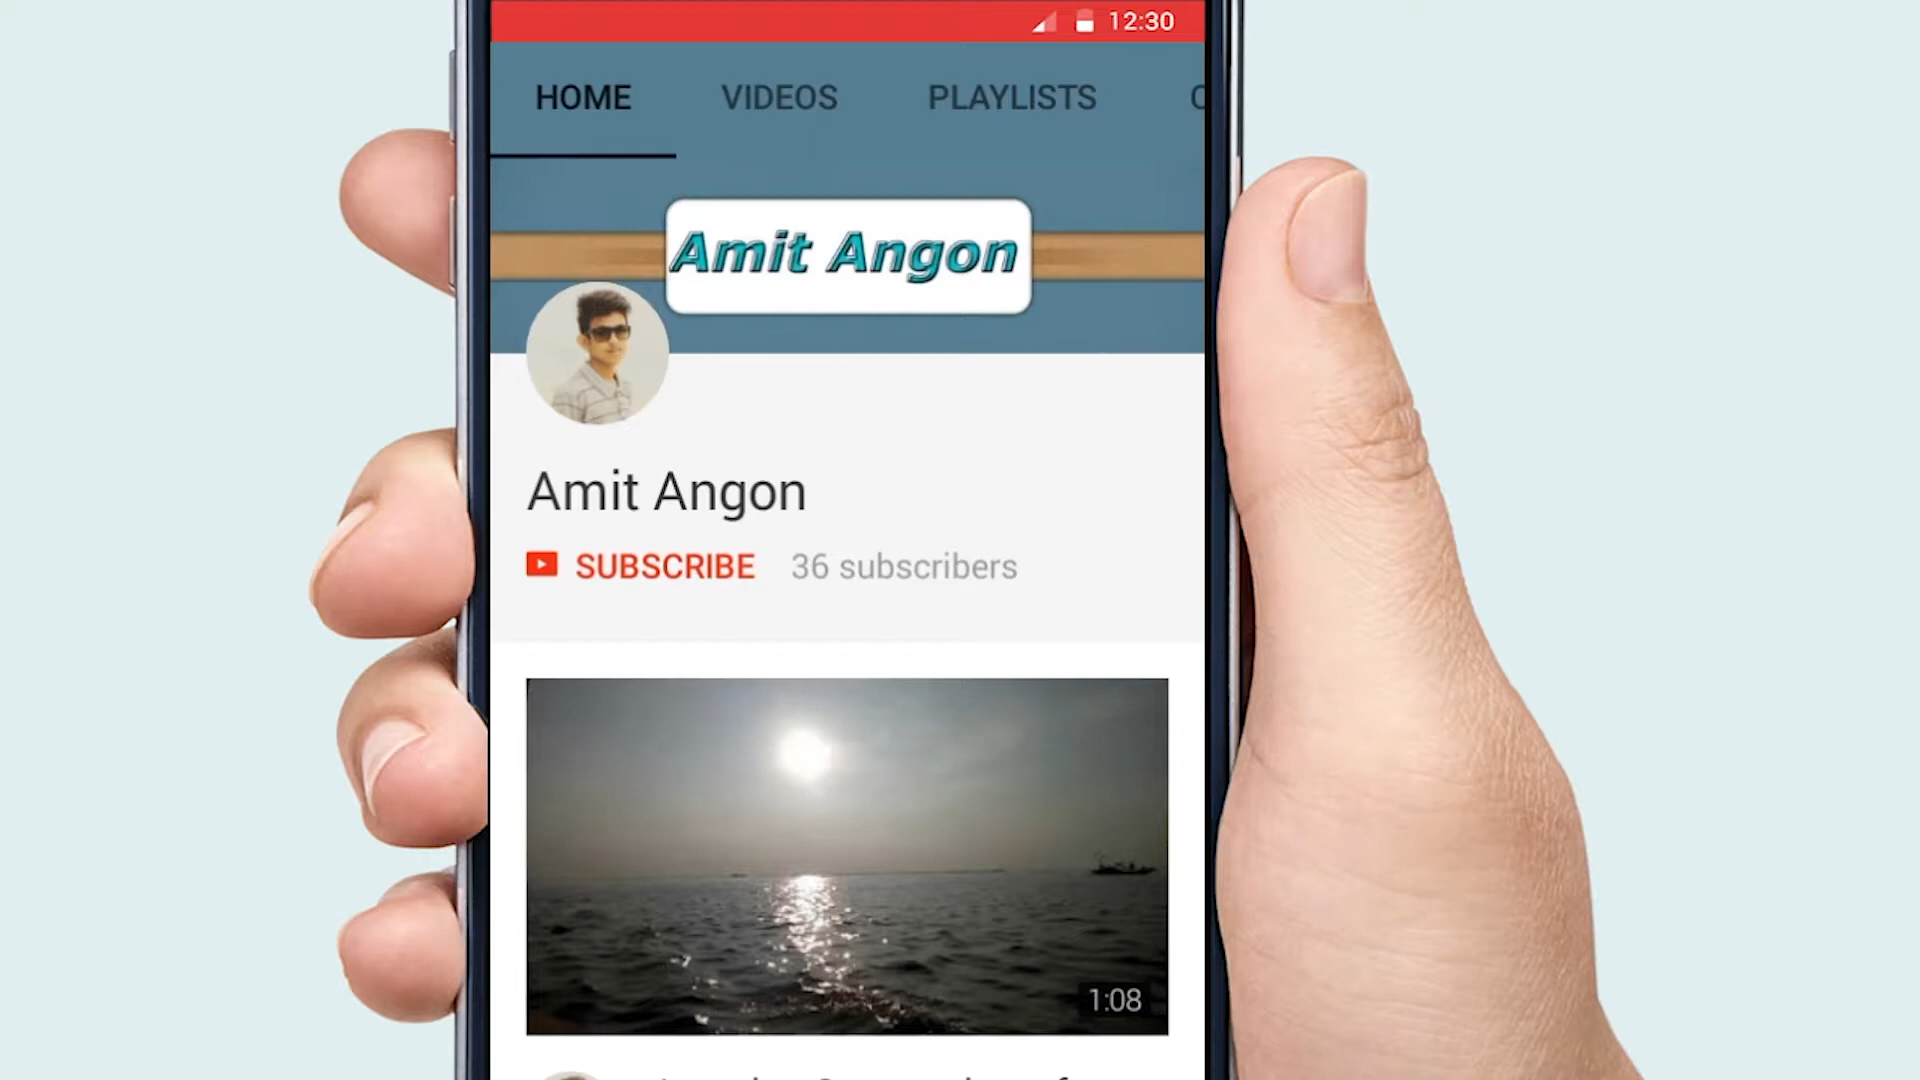 12:30
HOME VIDEOS PLAYLISTS
Amit Angon
Amit Angon
SUBSCRIBE 36 subscribers
1:08